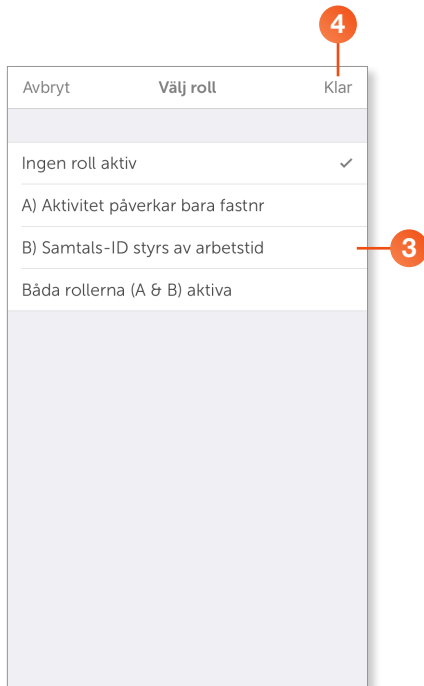 4
Avbryt Välj roll Klar
Ingen roll aktiv
A) Aktivitet påverkar bara fastnr
B) Samtals-ID styrs av arbetstid 3
Båda rollerna (A & B) aktiva